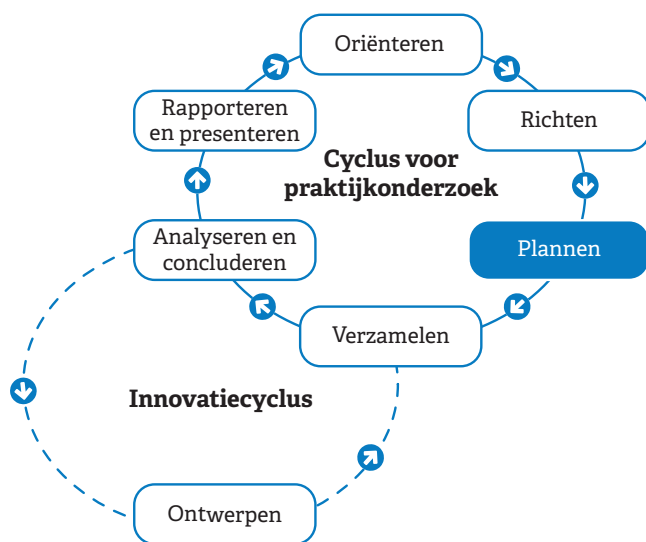 Oriënteren
Rapporteren
en presenteren
Richten
Cyclus voor
praktijkonderzoek
Analyseren en
concluderen
Plannen
Verzamelen
Innovatiecyclus
Ontwerpen